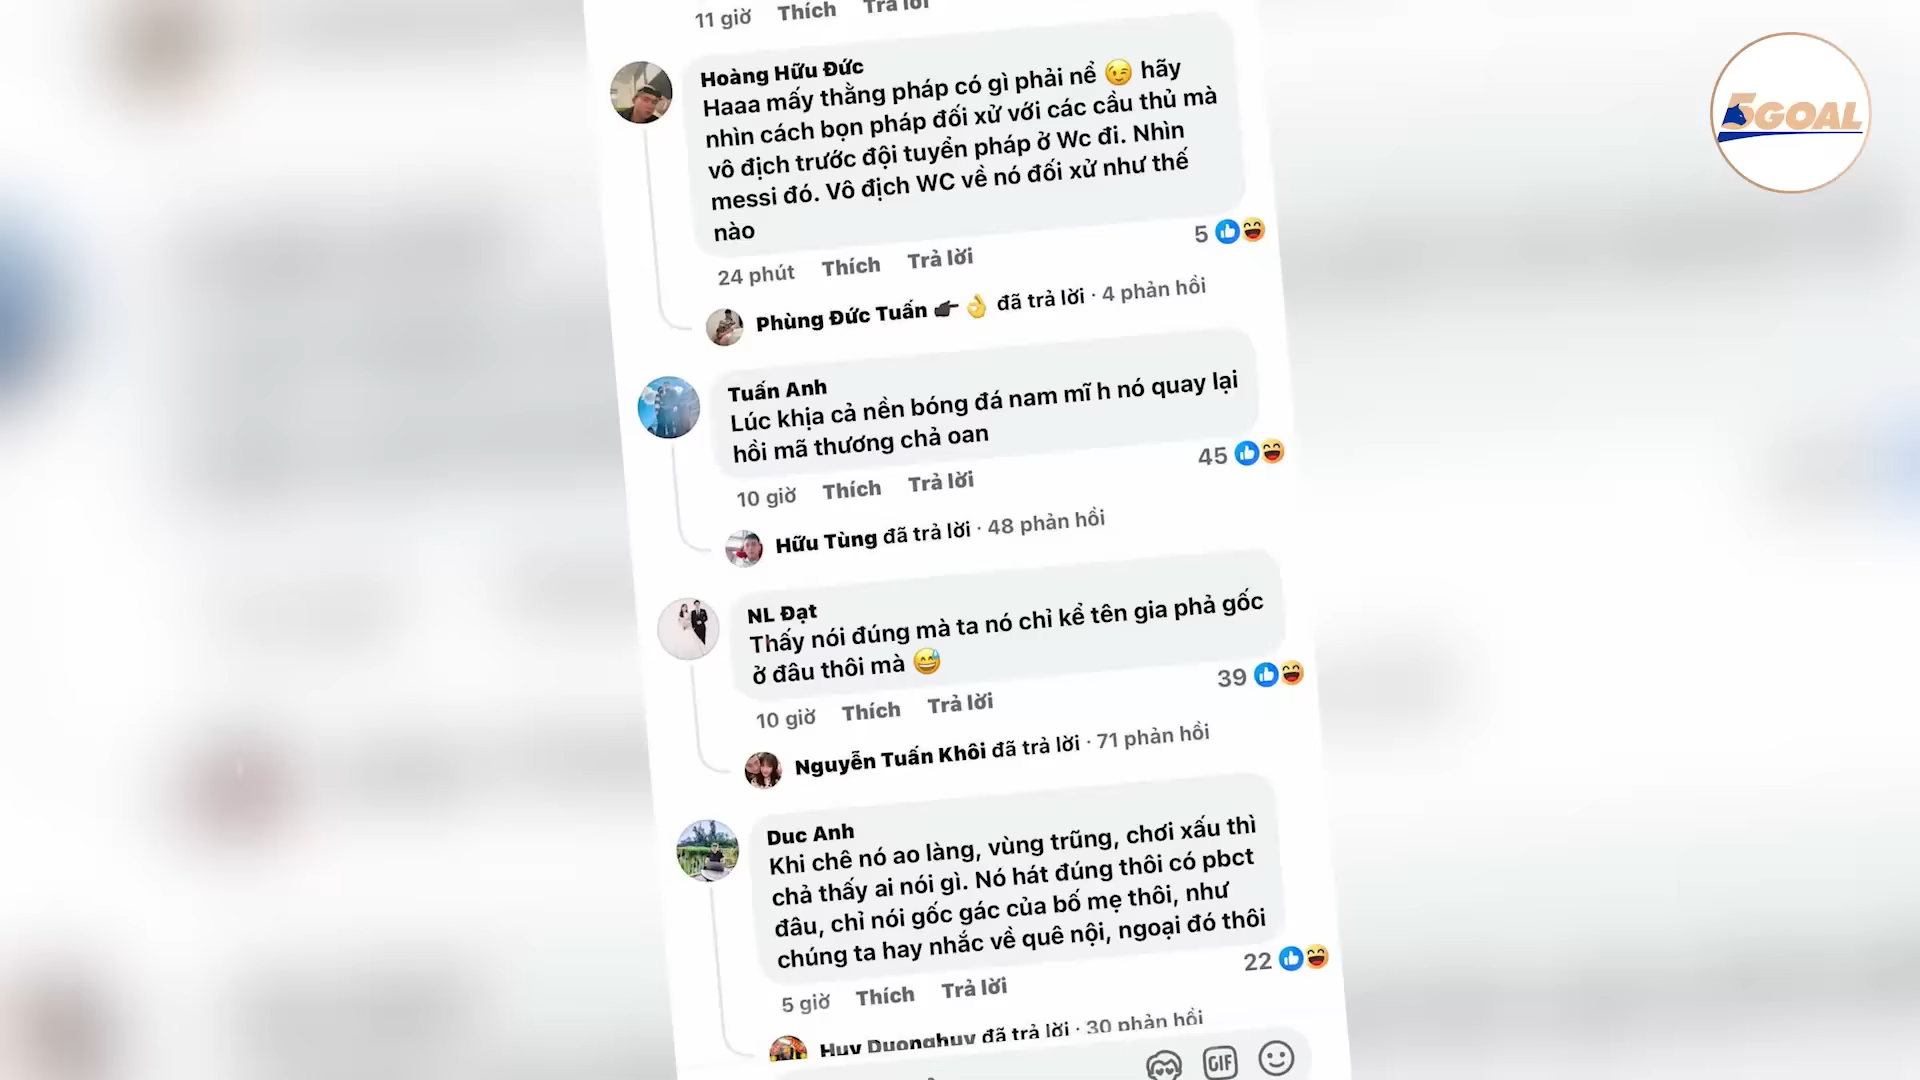 11 giờ Thích Trả lời
5GOAL
Hoàng Hữu Đức
Haaa mấy thằng pháp có gì phải nể 😉 hãy
nhìn cách bọn pháp đối xử với các cầu thủ mà
vô địch trước đội tuyển pháp ở Wc đi. Nhìn
messi đó. Vô địch WC về nó đối xử như thế
nào
5
24 phút Thích Trả lời
Phùng Đức Tuấn đã trả lời · 4 phản hồi
Tuấn Anh
Lúc khịa cả nền bóng đá nam mĩ h nó quay lại
hồi mã thương chả oan
45
10 giờ Thích Trả lời
Hữu Tùng đã trả lời · 48 phản hồi
NL Đạt
Thấy nói đúng mà ta nó chỉ kể tên gia phả gốc
ở đâu thôi mà 😅
39
10 giờ Thích Trả lời
Nguyễn Tuấn Khôi đã trả lời · 71 phản hồi
Duc Anh
Khi chê nó ao làng, vùng trũng, chơi xấu thì
chả thấy ai nói gì. Nó hát đúng thôi có pbct
đâu, chỉ nói gốc gác của bố mẹ thôi, như
chúng ta hay nhắc về quê nội, ngoại đó thôi
22
5 giờ Thích Trả lời
Huy Duonghuy đã trả lời · 30 phản hồi
GIF